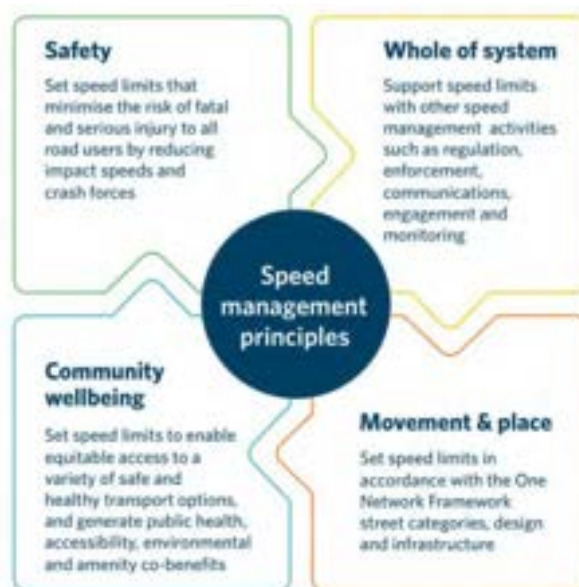 Safety
Set speed limits that
minimise the risk of fatal
and serious injury to all
road users by reducing
impact speeds and
crash forces
Whole of system
Support speed limits
with other speed
management activities
such as regulation,
enforcement,
communications,
engagement and
monitoring
Speed
management
principles
Community
wellbeing
Set speed limits to enable
equitable access to a
variety of safe and
healthy transport options,
and generate public health,
accessibility, environmental
and amenity co-benefits
Movement & place
Set speed limits in
accordance with the One
Network Framework
street categories, design
and infrastructure